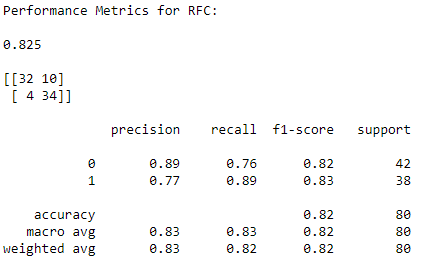 Performance Metrics for RFC:
0.825
[[32 10]
[ 4 34]]
precision recall f1-score support
0 0.89 0.76 0.82 42
1 0.77 0.89 0.83 38
accuracy 0.82 80
macro avg 0.83 0.83 0.82 80
weighted avg 0.83 0.82 0.82 80